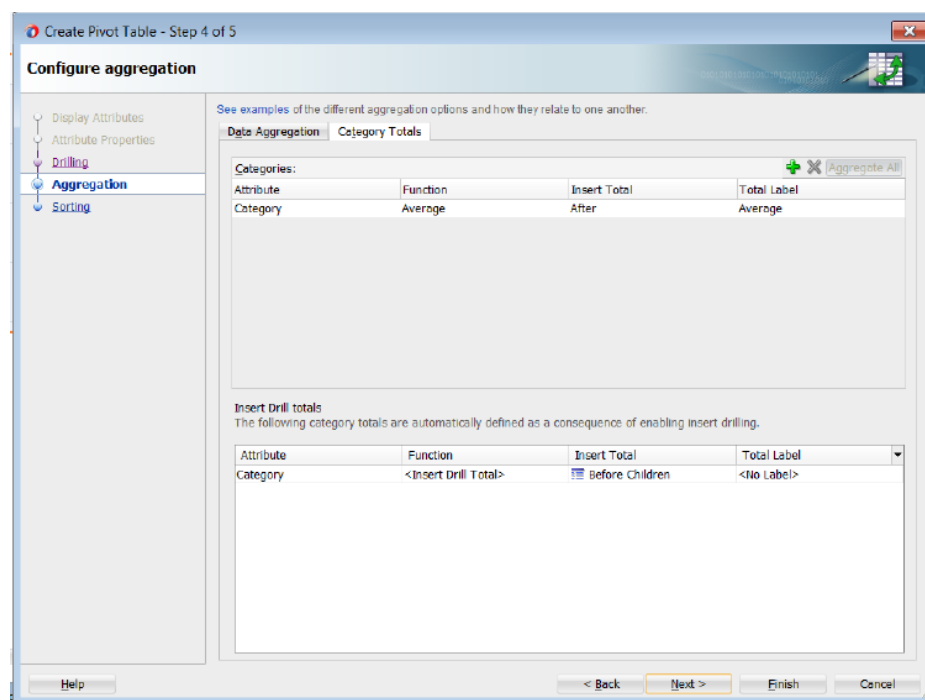 Create Pivot Table - Step 4 of 5
Configure aggregation
Display Attributes
Attribute Properties
Drilling
Aggregation
Sorting
See examples of the different aggregation options and how they relate to one another.
Data Aggregation Category Totals
Categories: Aggregate All
Attribute Function Insert Total Total Label
Category Average After Average
Insert Drill totals
The following category totals are automatically defined as a consequence of enabling insert drilling.
Attribute Function Insert Total Total Label
Category <Insert Drill Total> Before Children <No Label>
Help < Back Next > Finish Cancel